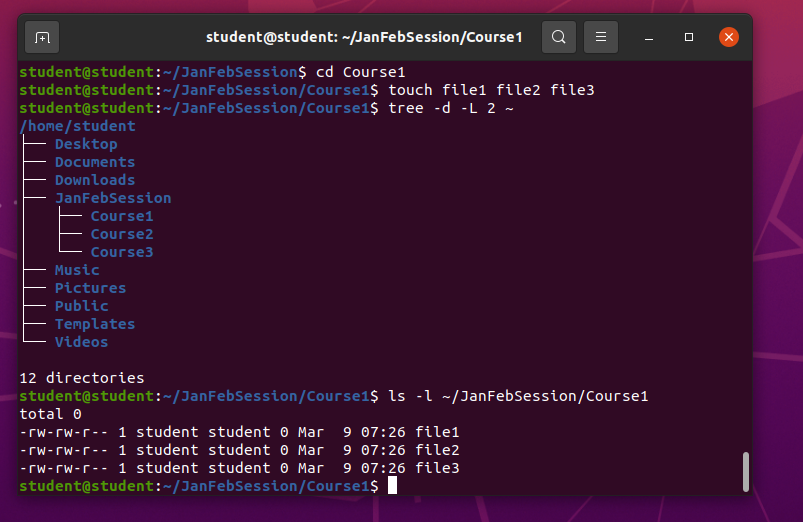 student@student: ~/JanFebSession/Course1
student@student:~/JanFebSession$ cd Course1
student@student:~/JanFebSession/Course1$ touch file1 file2 file3
student@student:~/JanFebSession/Course1$ tree -d -L 2 ~
/home/student
├── Desktop
├── Documents
├── Downloads
├── JanFebSession
│   ├── Course1
│   ├── Course2
│   └── Course3
├── Music
├── Pictures
├── Public
├── Templates
└── Videos

12 directories
student@student:~/JanFebSession/Course1$ ls -l ~/JanFebSession/Course1
total 0
-rw-rw-r-- 1 student student 0 Mar  9 07:26 file1
-rw-rw-r-- 1 student student 0 Mar  9 07:26 file2
-rw-rw-r-- 1 student student 0 Mar  9 07:26 file3
student@student:~/JanFebSession/Course1$